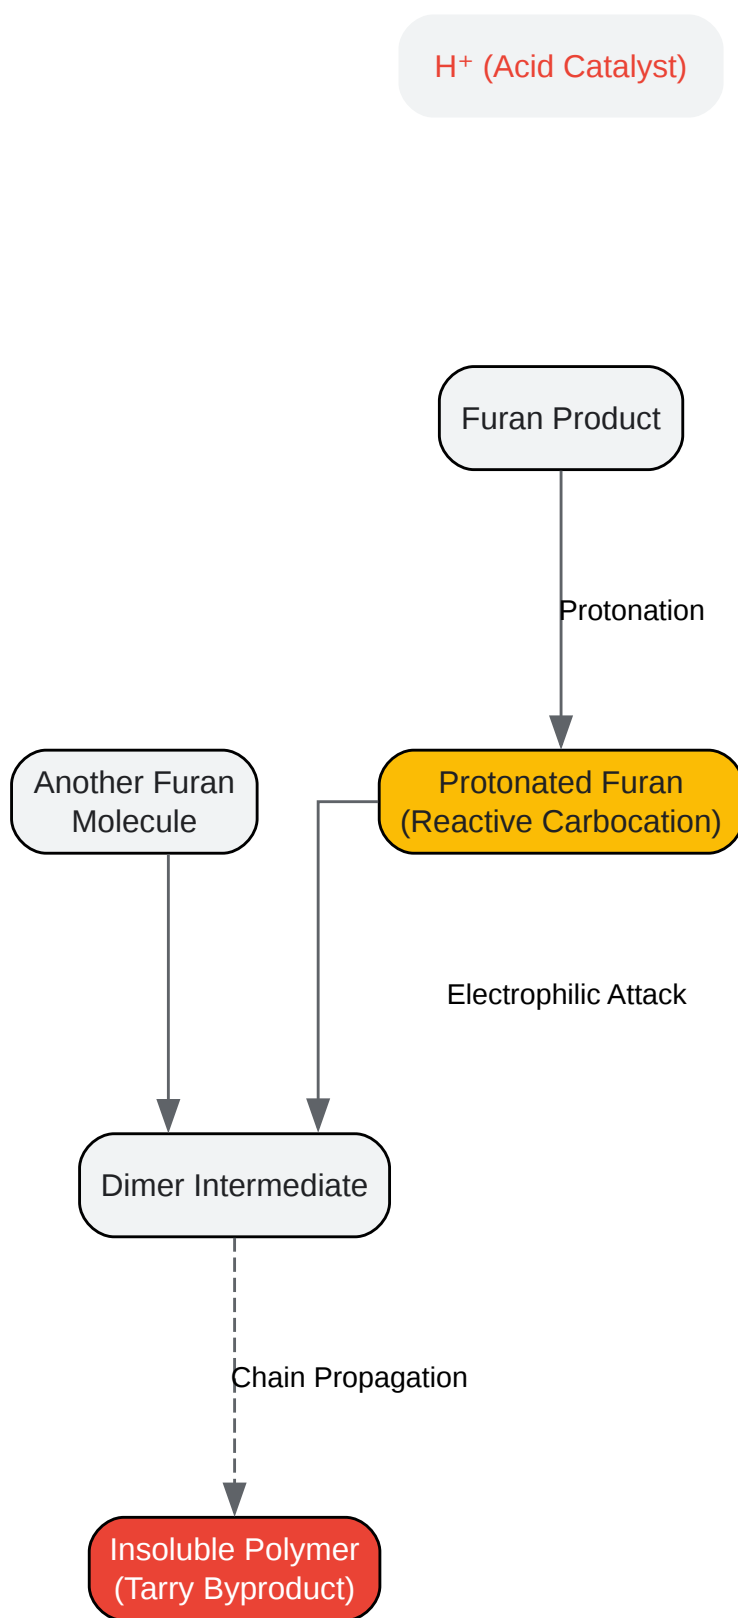 H⁺ (Acid Catalyst)
Furan Product
Protonation
Another Furan
Molecule
Protonated Furan
(Reactive Carbocation)
Electrophilic Attack
Dimer Intermediate
Chain Propagation
Insoluble Polymer
(Tarry Byproduct)